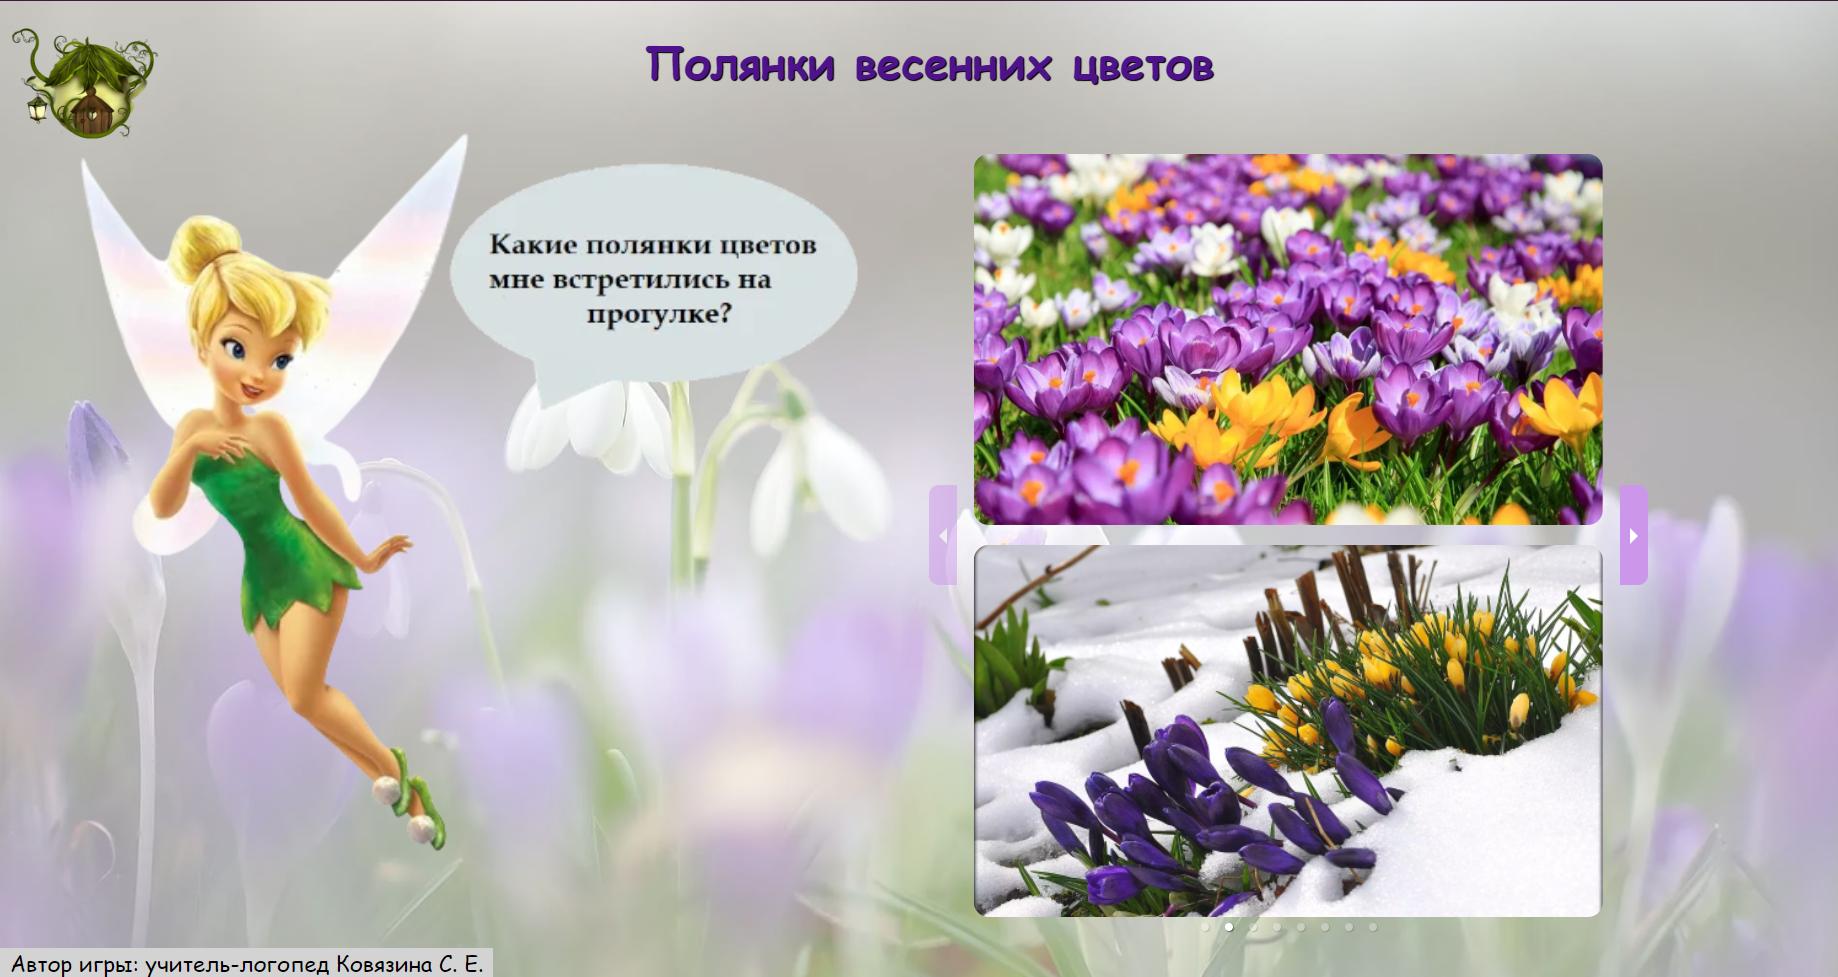 Полянки весенних цветов
Какие полянки цветов
мне встретились на
прогулке?
Автор игры: учитель-логопед Ковязина С. Е.